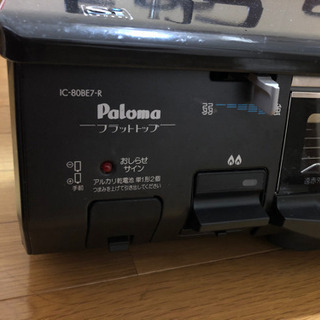 IC-80BE7-R
Paloma
フラットトップ
おしらせ
サイン
手前
アルカリ乾電池 単1形2個
つまみを上げて引き出してください